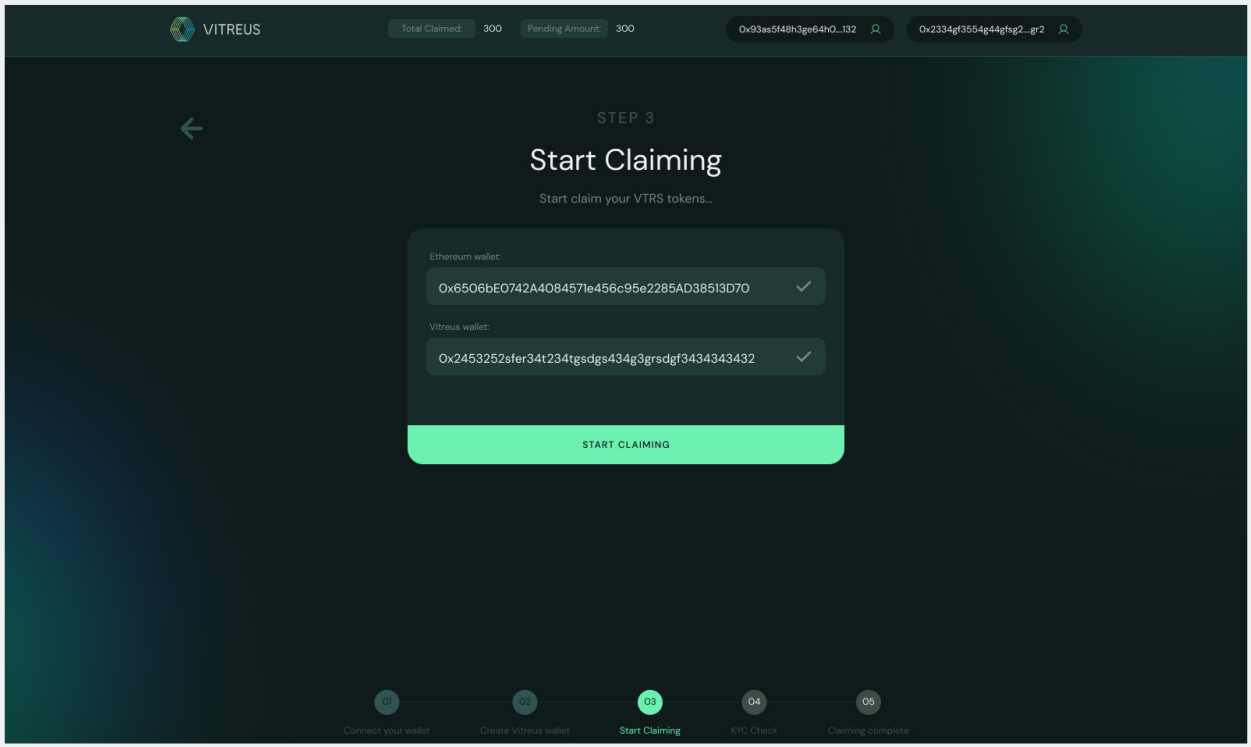 VITREUS
Total Claimed: 300 Pending Amount: 300 0x93as5f48h3ge64h0...132 0x2334gf3554g44gfsg2....gr2
STEP 3
Start Claiming
Start claim your VTRS tokens...
Ethereum wallet:
0x6506bE0742A4084571e456c95e2285AD38513D70
Vitreus wallet:
0x2453252sfer34t234tgsdgs434g3grsdgf3434343432
START CLAIMING
01 02 03 04 05
Connect your wallet Create Vitreus wallet Start Claiming KYC Check Claiming complete